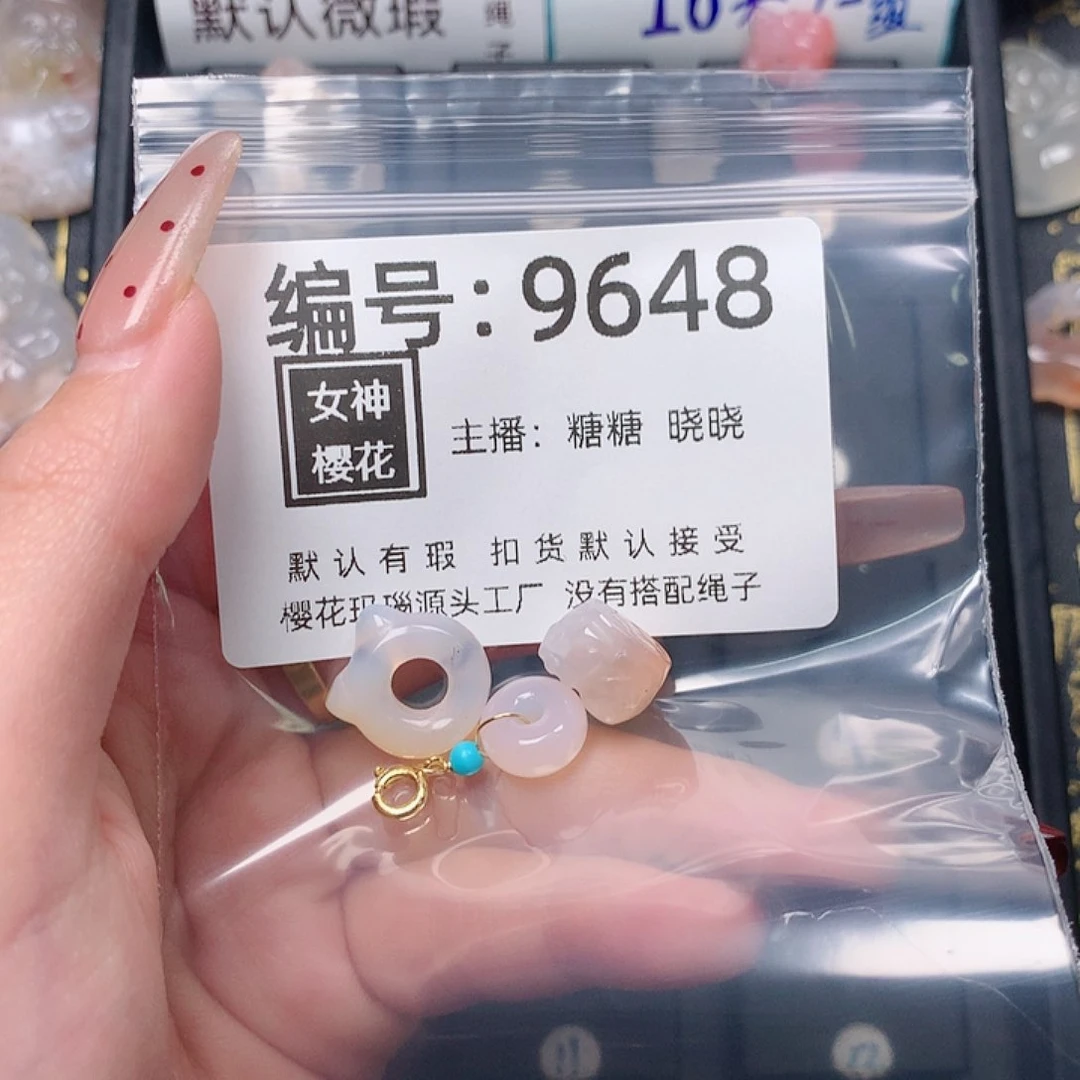 默认微瑕
绳
子
编号：9648
女神
樱花
主播：糖糖 晓晓
默认有瑕 扣货默认接受
樱花玛瑙源头工厂 没有搭配绳子